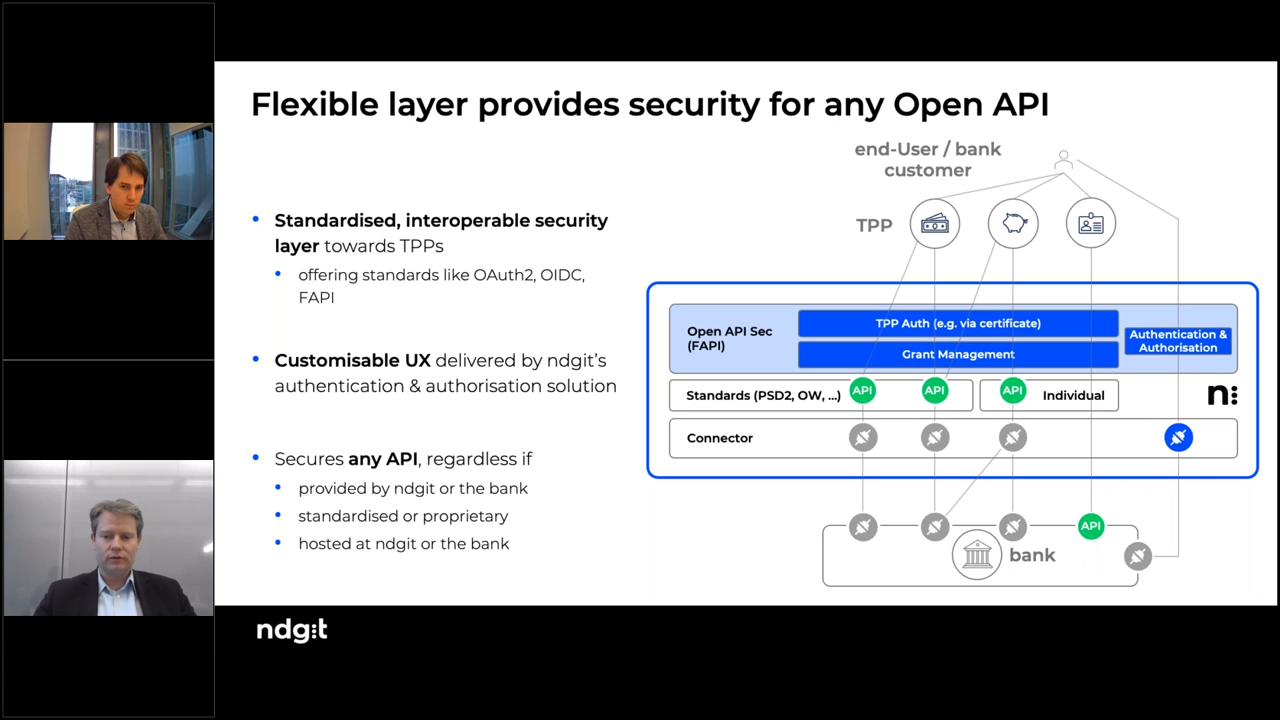 Flexible layer provides security for any Open API
• Standardised, interoperable security
layer towards TPPs
• offering standards like OAuth2, OIDC,
FAPI
• Customisable UX delivered by ndgit's
authentication & authorisation solution
• Secures any API, regardless if
• provided by ndgit or the bank
• standardised or proprietary
• hosted at ndgit or the bank
end-User / bank
customer
TPP
Open API Sec
(FAPI)
TPP Auth (e.g. via certificate)
Grant Management
Authentication &
Authorisation
Standards (PSD2, OW, ...)
API
API
API
Individual
n:
Connector
API
bank
ndgit